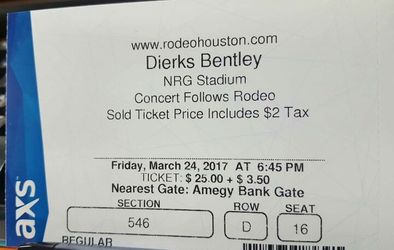 www.rodeohouston.com
Dierks Bentley
NRG Stadium
Concert Follows Rodeo
Sold Ticket Price Includes $2 Tax
Friday, March 24, 2017 AT 6:45 PM
TICKET: $ 25.00 + $ 3.50
Nearest Gate: Amegy Bank Gate
SECTION ROW SEAT
546 D 16
REGULAR
axs